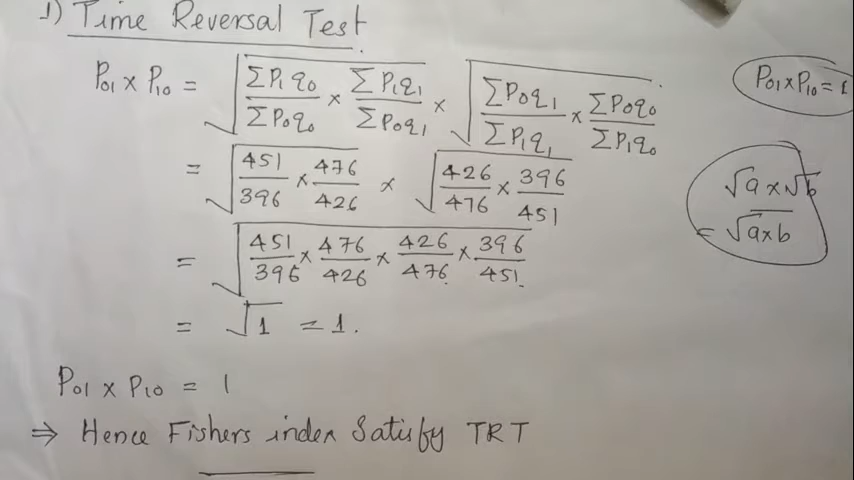 1) Time Reversal Test
P₀₁ × P₁₀ = √(ΣP₁q₀/ΣP₀q₀ × ΣP₁q₁/ΣP₀q₁) × √(ΣP₀q₁/ΣP₁q₁ × ΣP₀q₀/ΣP₁q₀)
P₀₁×P₁₀ = 1
= √(451/396 × 476/426) × √(426/476 × 396/451)
√a × √b
= √a×b
= √(451/396 × 476/426 × 426/476 × 396/451)
= √1 = 1.
P₀₁ × P₁₀ = 1
⇒ Hence Fishers index Satisfy TRT